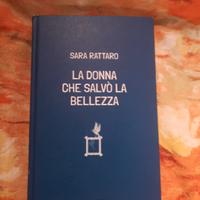 SARA RATTARO
LA DONNA
CHE SALVÒ LA
BELLEZZA